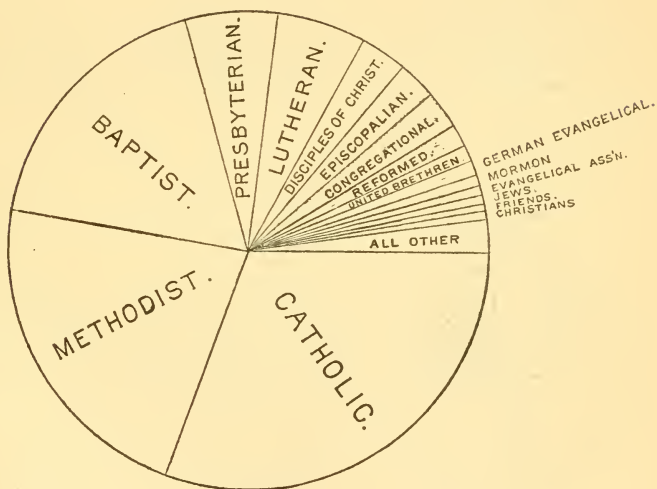 BAPTIST.
PRESBYTERIAN.
LUTHERAN.
DISCIPLES OF CHRIST.
EPISCOPALIAN.
CONGREGATIONAL.
REFORMED.
UNITED BRETHREN.
GERMAN EVANGELICAL.
MORMON
EVANGELICAL ASS'N.
JEWS.
FRIENDS.
CHRISTIANS
ALL OTHER
METHODIST.
CATHOLIC.